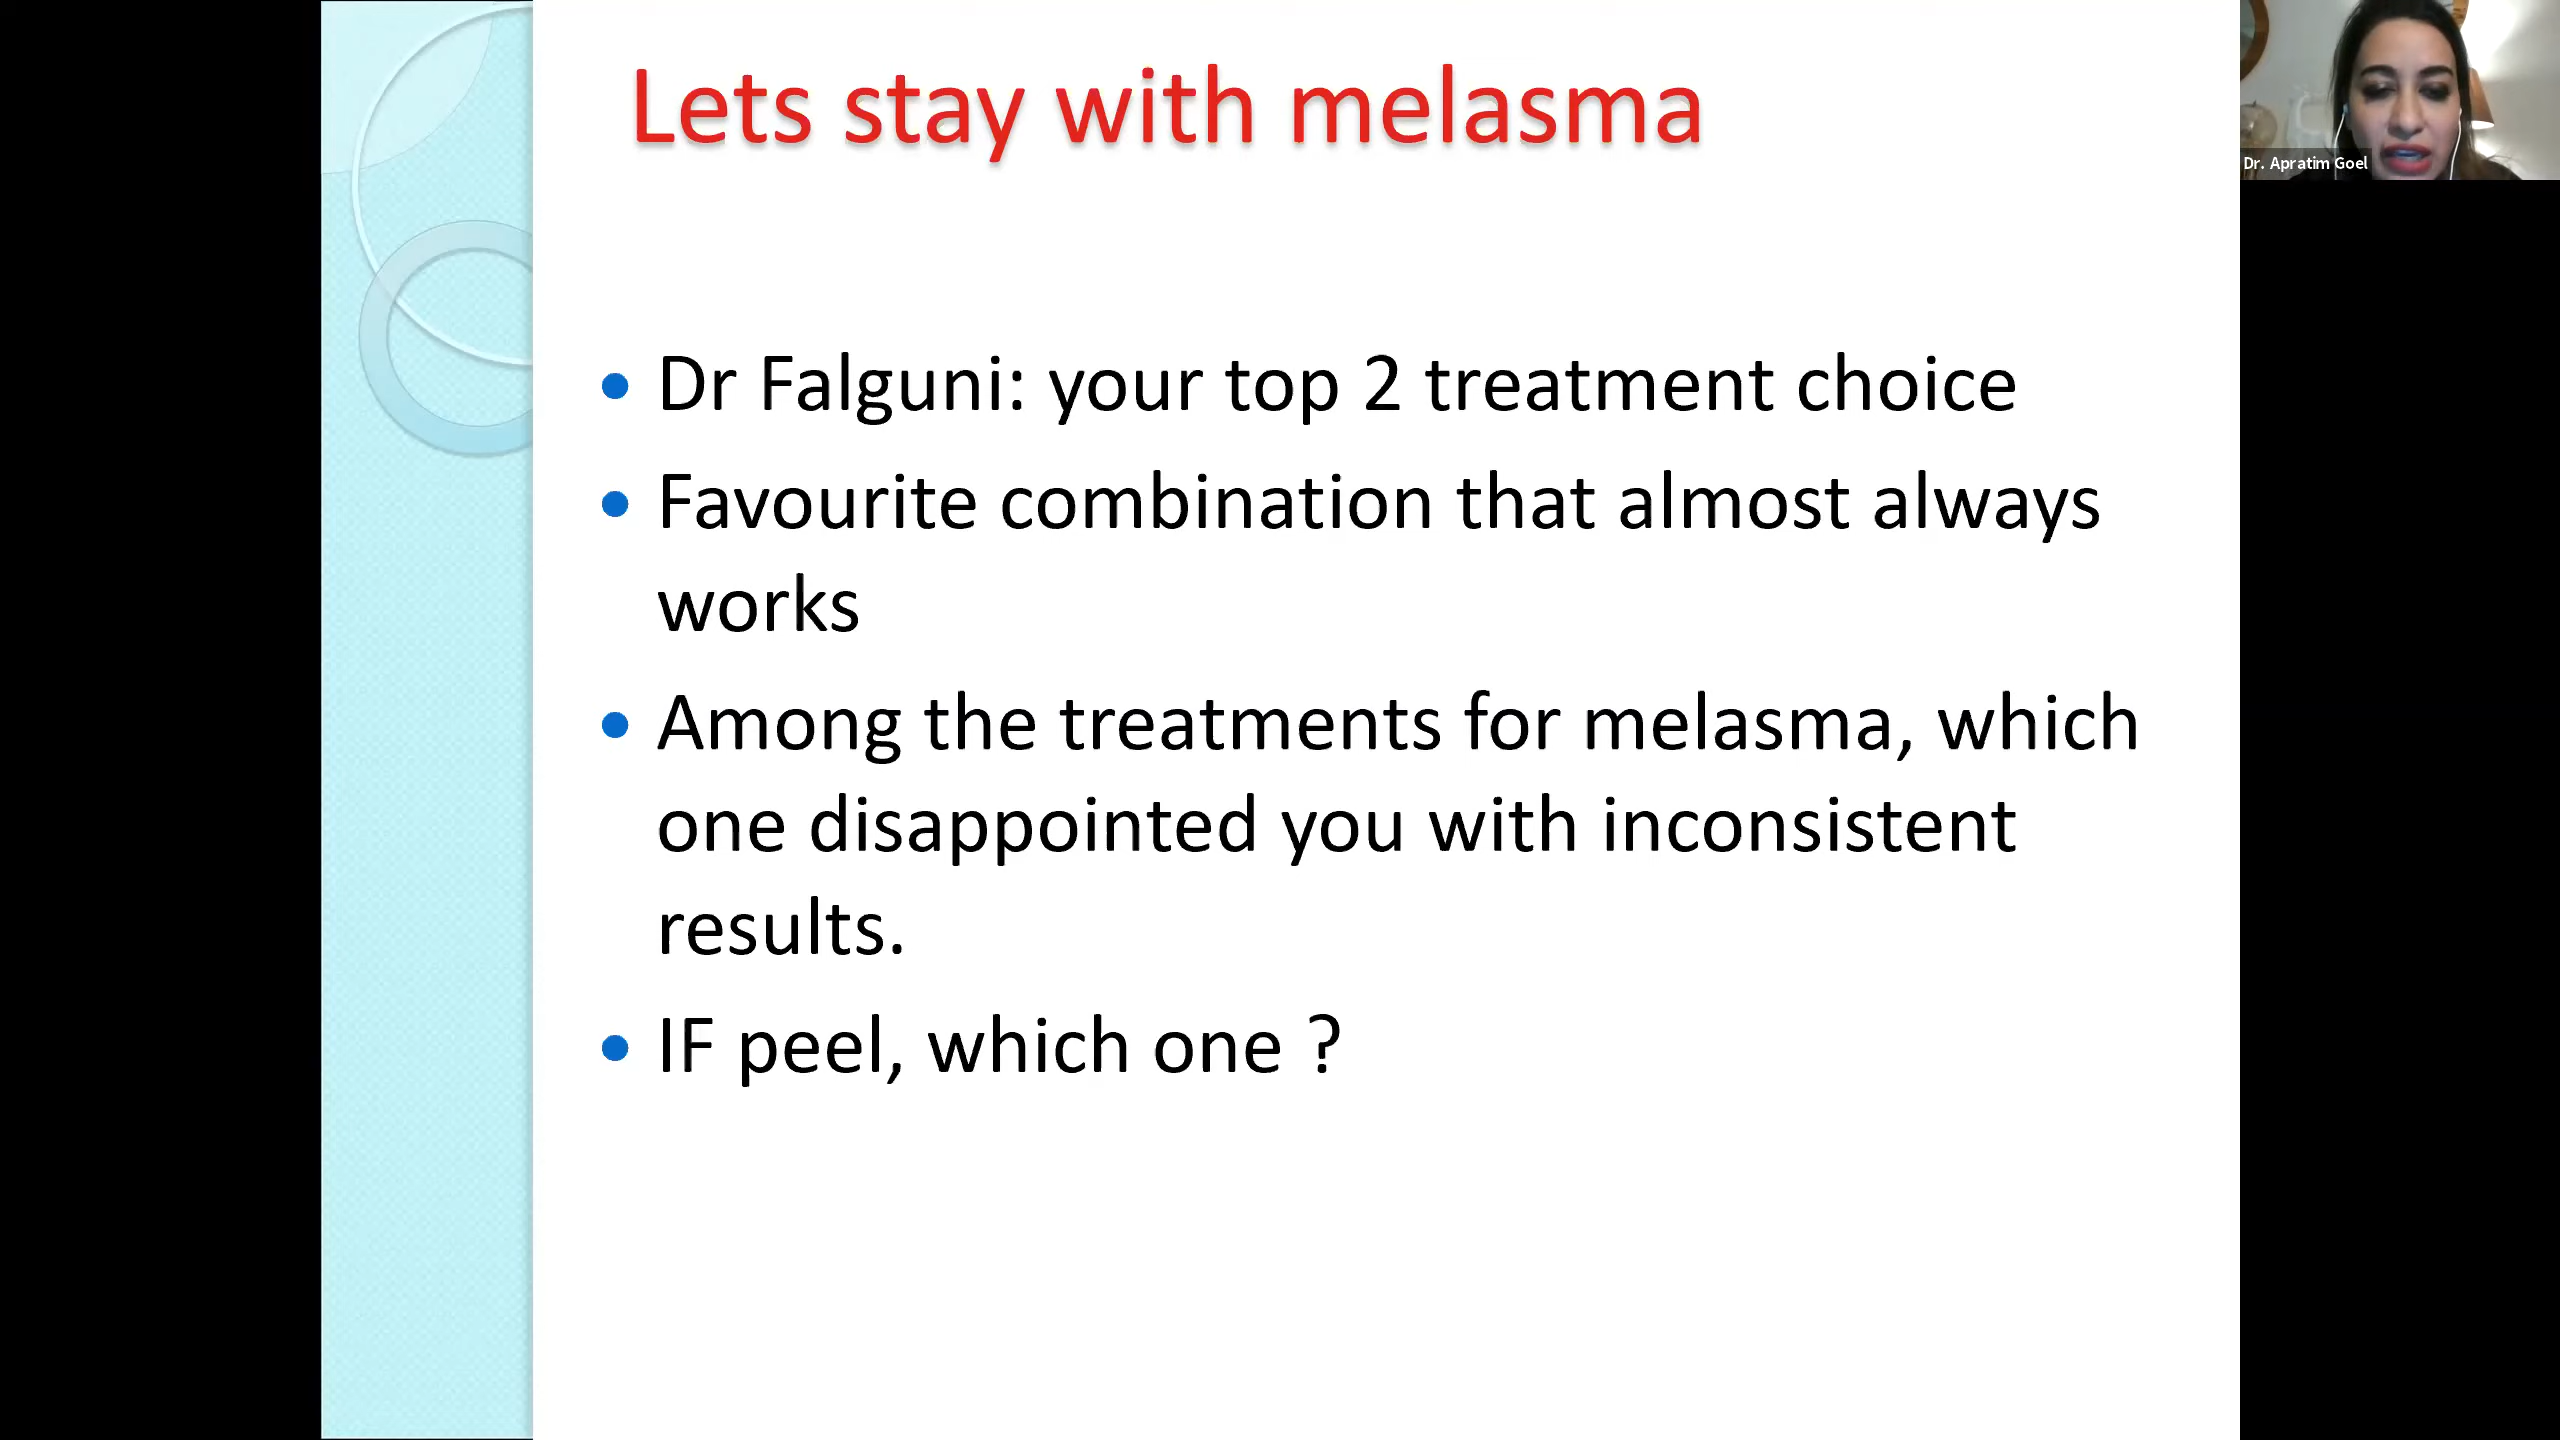 Lets stay with melasma
Dr. Apratim Goel
• Dr Falguni: your top 2 treatment choice
• Favourite combination that almost always
works
• Among the treatments for melasma, which
one disappointed you with inconsistent
results.
• IF peel, which one ?